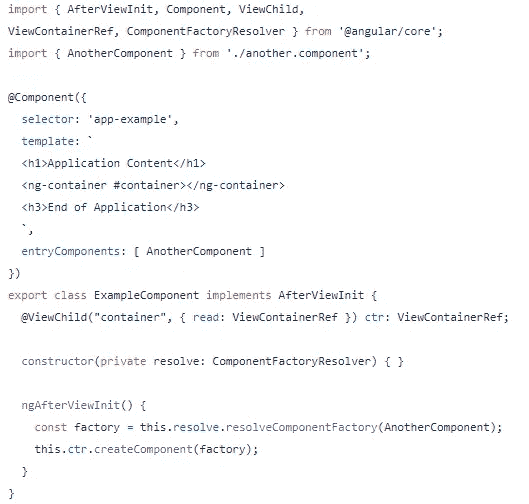 import { AfterViewInit, Component, ViewChild,
ViewContainerRef, ComponentFactoryResolver } from '@angular/core';
import { AnotherComponent } from './another.component';

@Component({
  selector: 'app-example',
  template: `
  <h1>Application Content</h1>
  <ng-container #container></ng-container>
  <h3>End of Application</h3>
  `,
  entryComponents: [ AnotherComponent ]
})
export class ExampleComponent implements AfterViewInit {
  @ViewChild("container", { read: ViewContainerRef }) ctr: ViewContainerRef;

  constructor(private resolve: ComponentFactoryResolver) { }

  ngAfterViewInit() {
    const factory = this.resolve.resolveComponentFactory(AnotherComponent);
    this.ctr.createComponent(factory);
  }
}